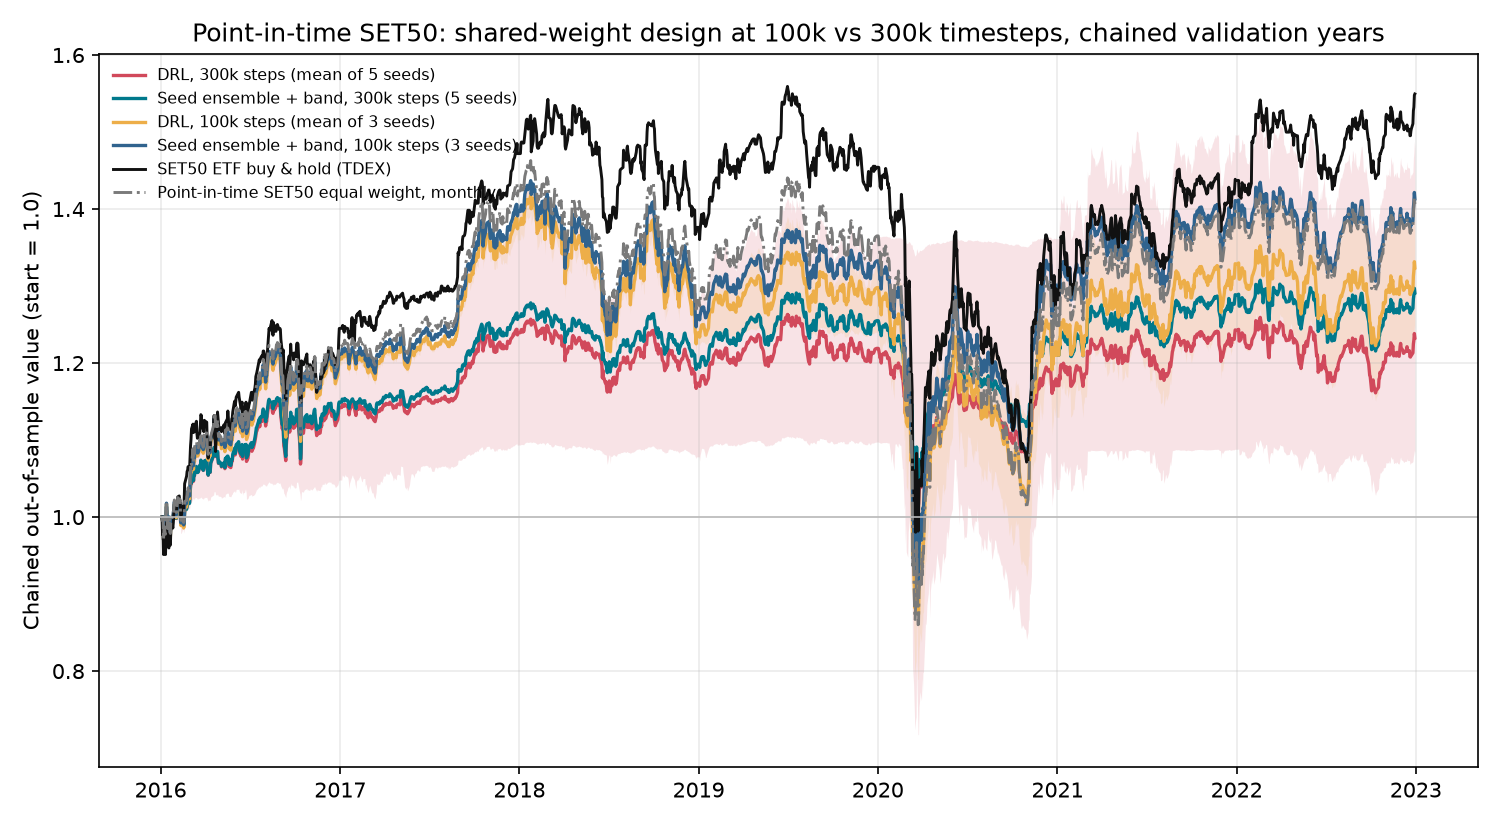 Point-in-time SET50: shared-weight design at 100k vs 300k timesteps, chained validation years
Chained out-of-sample value (start = 1.0)
1.6
1.4
1.2
1.0
0.8
DRL, 300k steps (mean of 5 seeds)
Seed ensemble + band, 300k steps (5 seeds)
DRL, 100k steps (mean of 3 seeds)
Seed ensemble + band, 100k steps (3 seeds)
SET50 ETF buy & hold (TDEX)
Point-in-time SET50 equal weight, monthly
2016
2017
2018
2019
2020
2021
2022
2023